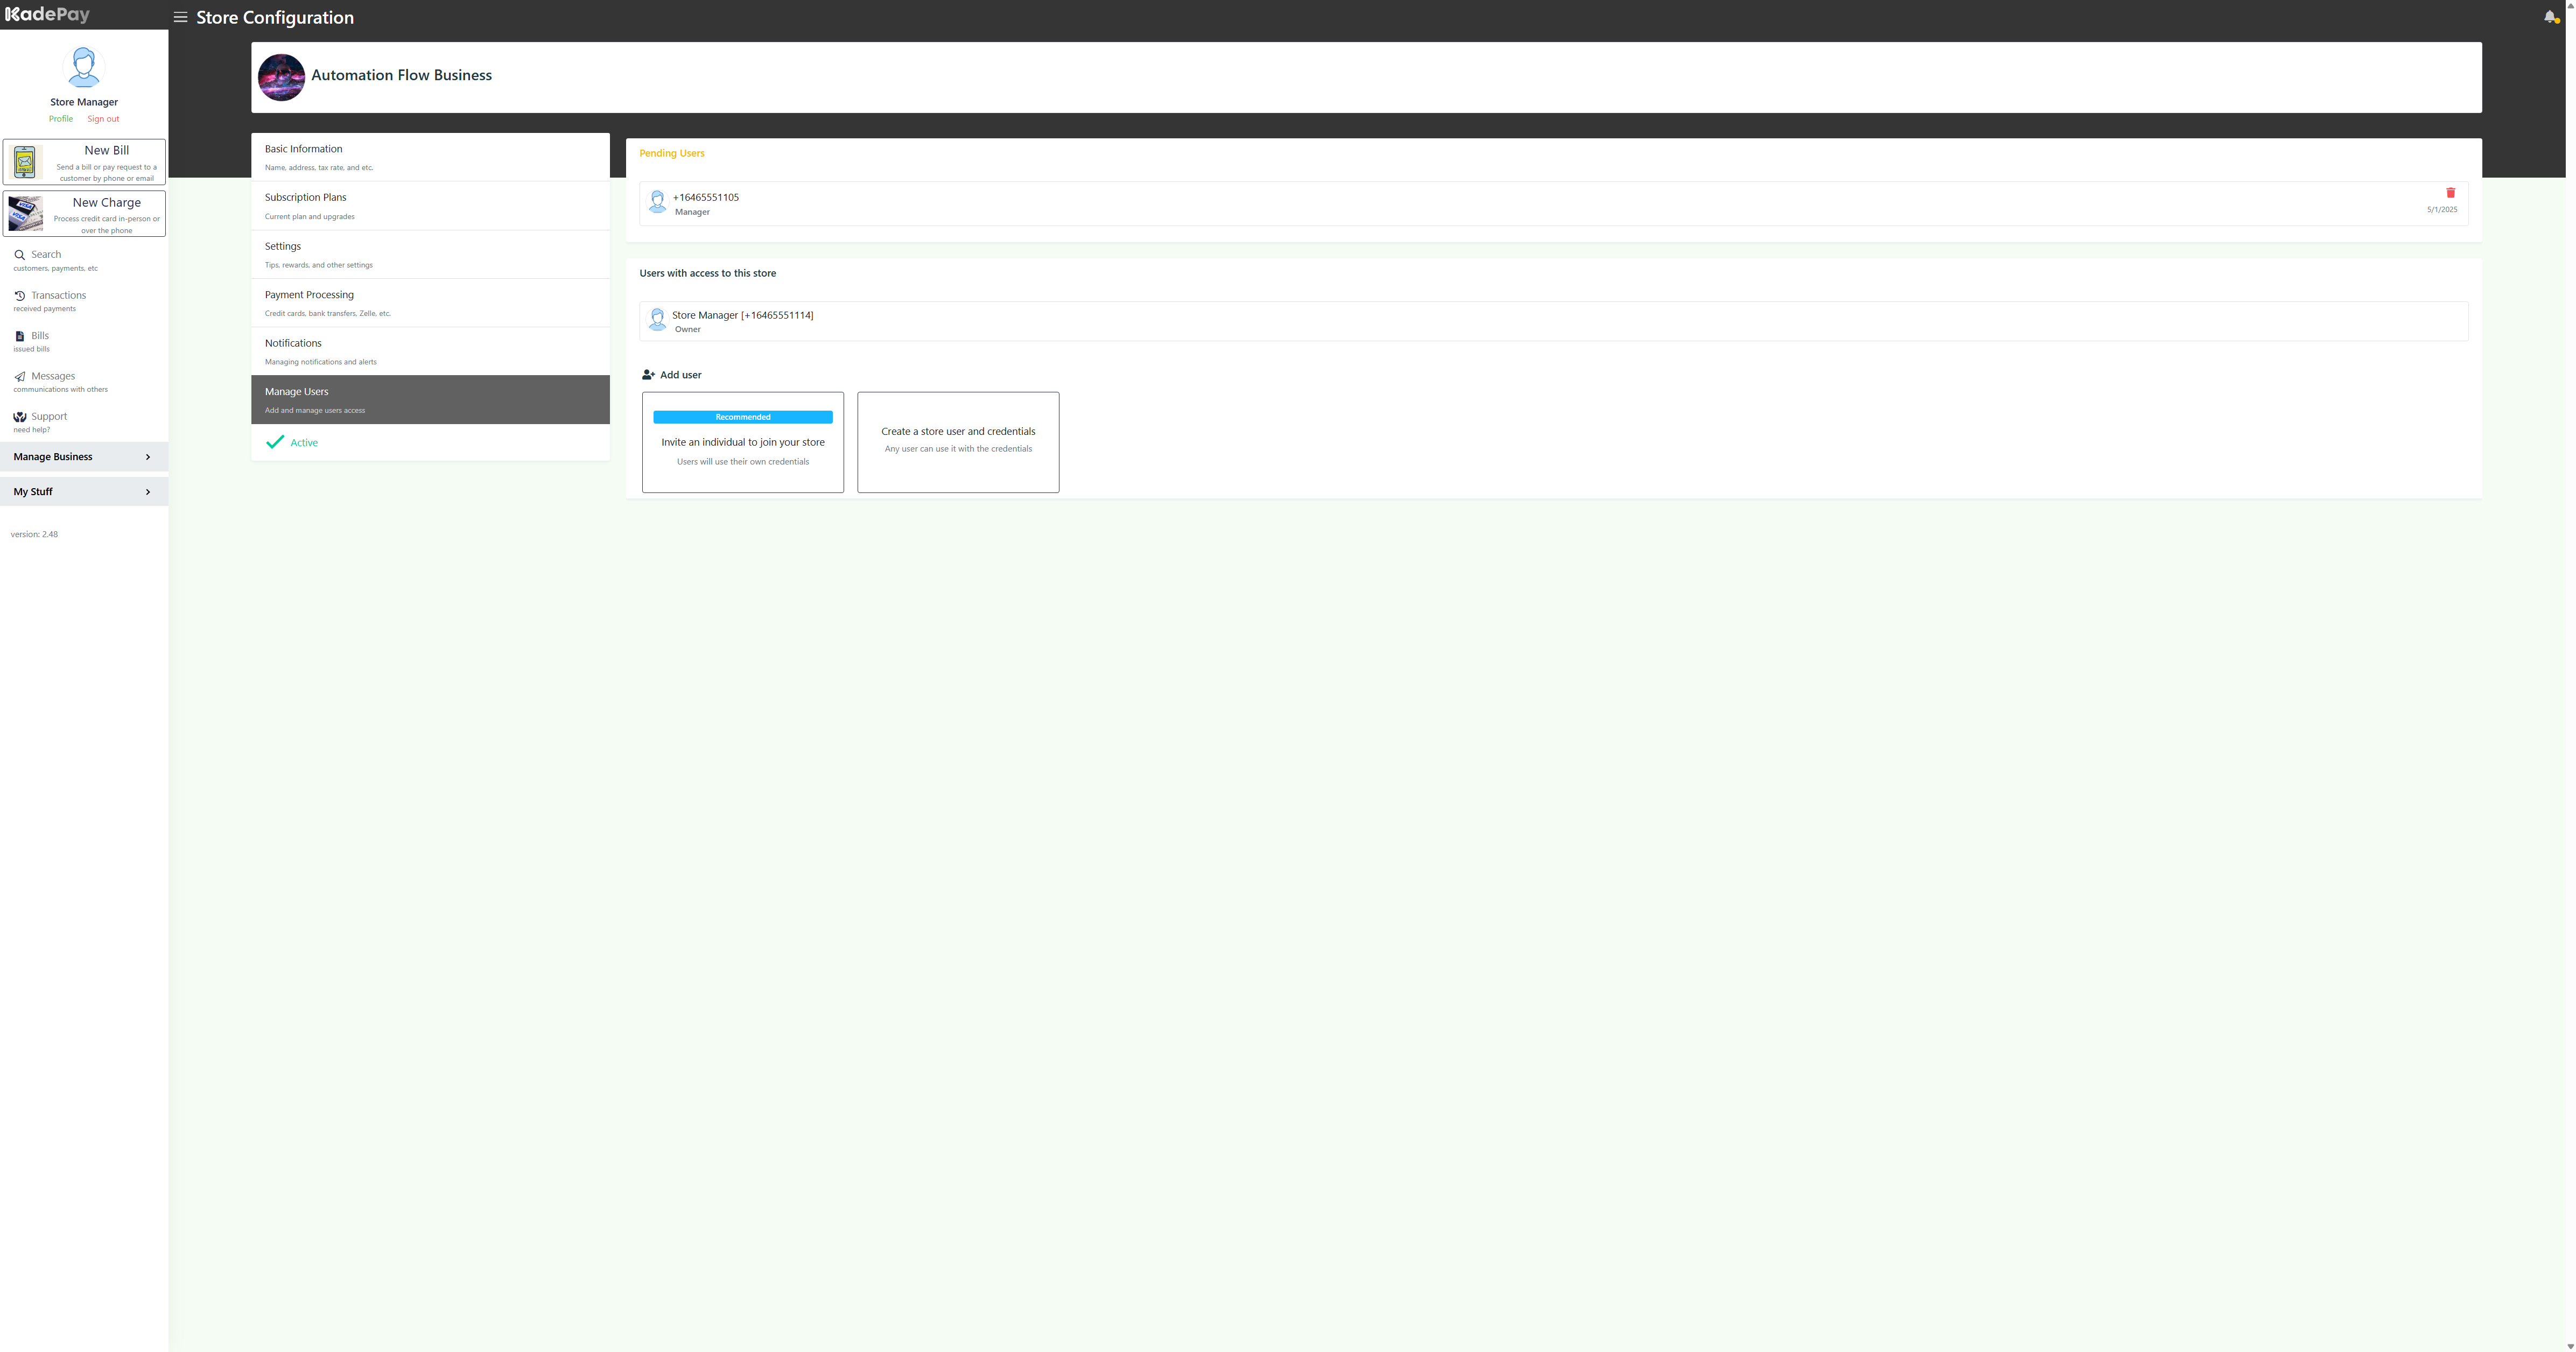 KadePay
Store Configuration
Store Manager
Profile
Sign out
New Bill
Send a bill or pay request to a
customer by phone or email
New Charge
Process credit card in-person or
over the phone
Search
customers, payments, etc
Transactions
received payments
Bills
issued bills
Messages
communications with others
Support
need help?
Manage Business
My Stuff
version: 2.48
Automation Flow Business
Basic Information
Name, address, tax rate, and etc.
Subscription Plans
Current plan and upgrades
Settings
Tips, rewards, and other settings
Payment Processing
Credit cards, bank transfers, Zelle, etc.
Notifications
Managing notifications and alerts
Manage Users
Add and manage users access
Active
Pending Users
+16465551105
Manager
5/1/2025
Users with access to this store
Store Manager [+16465551114]
Owner
Add user
Recommended
Invite an individual to join your store
Users will use their own credentials
Create a store user and credentials
Any user can use it with the credentials